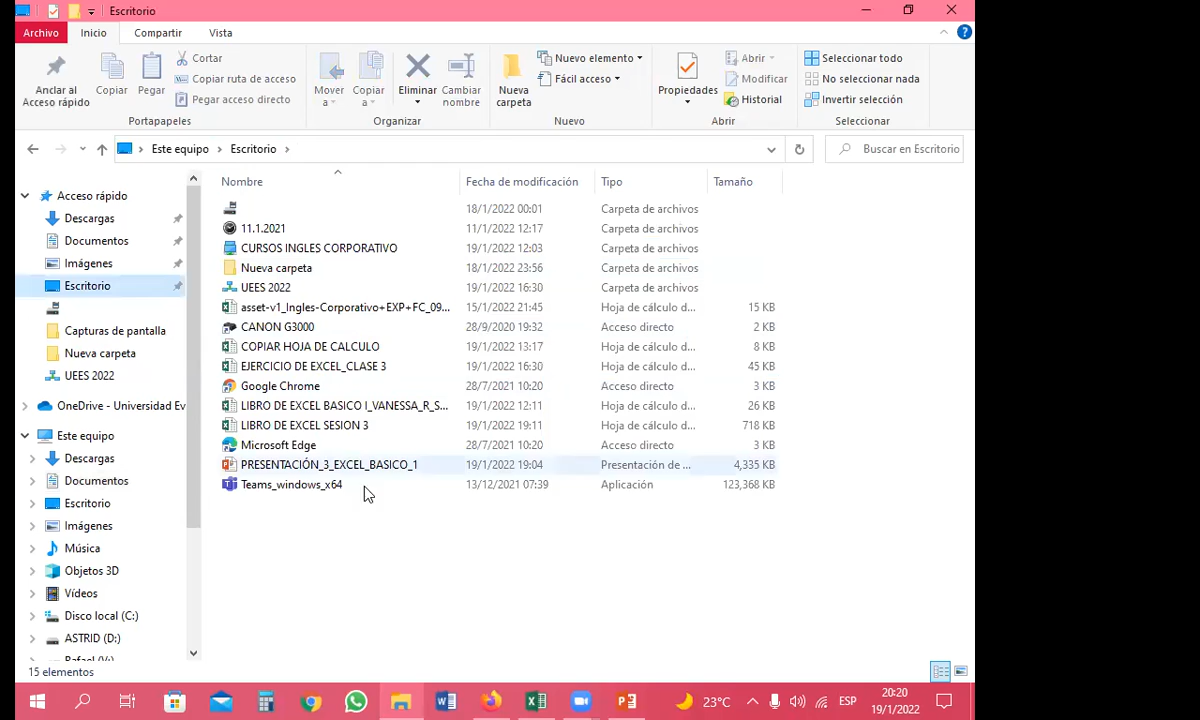 Escritorio
Archivo Inicio Compartir Vista
Anclar al Acceso rápido
Copiar
Pegar
Cortar
Copiar ruta de acceso
Pegar acceso directo
Portapapeles
Mover a
Copiar a
Eliminar
Cambiar nombre
Organizar
Nueva carpeta
Nuevo elemento
Fácil acceso
Nuevo
Propiedades
Abrir
Modificar
Historial
Abrir
Seleccionar todo
No seleccionar nada
Invertir selección
Seleccionar
Este equipo > Escritorio >
Buscar en Escritorio
Acceso rápido
Descargas
Documentos
Imágenes
Escritorio
Capturas de pantalla
Nueva carpeta
UEES 2022
OneDrive - Universidad Ev
Este equipo
Descargas
Documentos
Escritorio
Imágenes
Música
Objetos 3D
Vídeos
Disco local (C:)
ASTRID (D:)
Nombre Fecha de modificación Tipo Tamaño
18/1/2022 00:01 Carpeta de archivos
11.1.2021 11/1/2022 12:17 Carpeta de archivos
CURSOS INGLES CORPORATIVO 19/1/2022 12:03 Carpeta de archivos
Nueva carpeta 18/1/2022 23:56 Carpeta de archivos
UEES 2022 19/1/2022 16:30 Carpeta de archivos
asset-v1_Ingles-Corporativo+EXP+FC_09... 15/1/2022 21:45 Hoja de cálculo d... 15 KB
CANON G3000 28/9/2020 19:32 Acceso directo 2 KB
COPIAR HOJA DE CALCULO 19/1/2022 13:17 Hoja de cálculo d... 8 KB
EJERCICIO DE EXCEL_CLASE 3 19/1/2022 16:30 Hoja de cálculo d... 45 KB
Google Chrome 28/7/2021 10:20 Acceso directo 3 KB
LIBRO DE EXCEL BASICO I_VANESSA_R_S... 19/1/2022 12:11 Hoja de cálculo d... 26 KB
LIBRO DE EXCEL SESION 3 19/1/2022 19:11 Hoja de cálculo d... 718 KB
Microsoft Edge 28/7/2021 10:20 Acceso directo 3 KB
PRESENTACIÓN_3_EXCEL_BASICO_1 19/1/2022 19:04 Presentación de ... 4,335 KB
Teams_windows_x64 13/12/2021 07:39 Aplicación 123,368 KB
15 elementos
23°C
ESP
20:20
19/1/2022